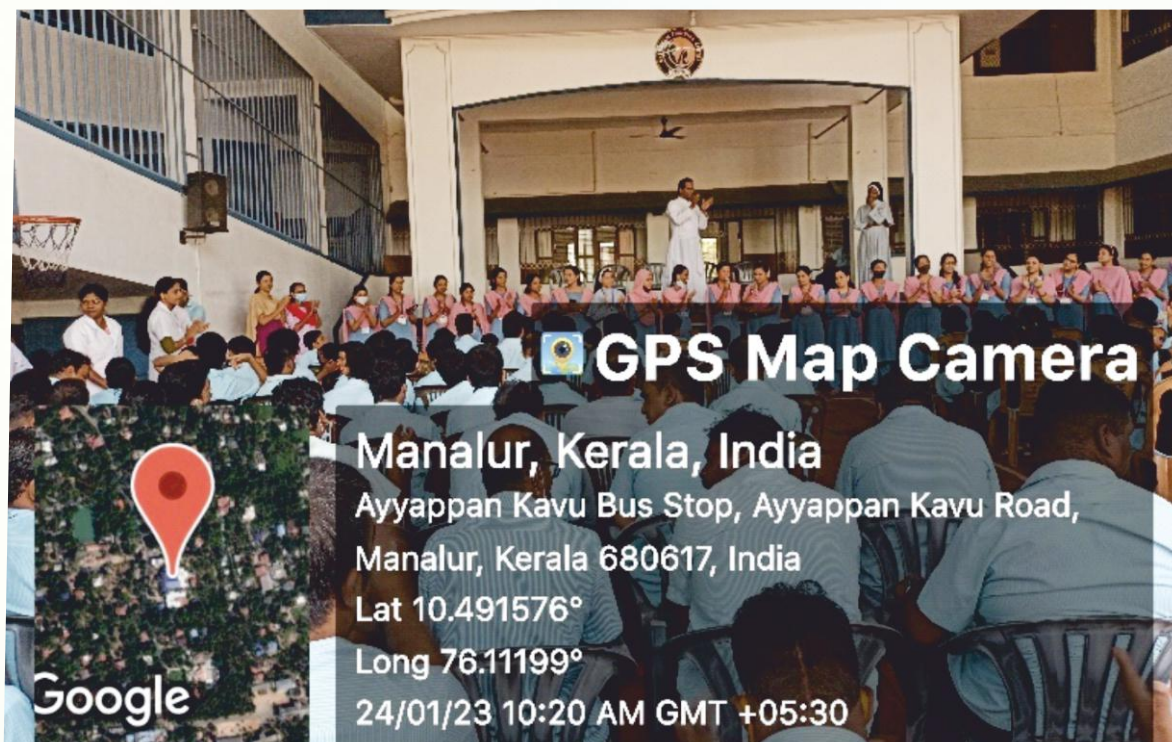 GPS Map Camera
Manalur, Kerala, India
Ayyappan Kavu Bus Stop, Ayyappan Kavu Road,
Manalur, Kerala 680617, India
Lat 10.491576°
Long 76.11199°
24/01/23 10:20 AM GMT +05:30
Google